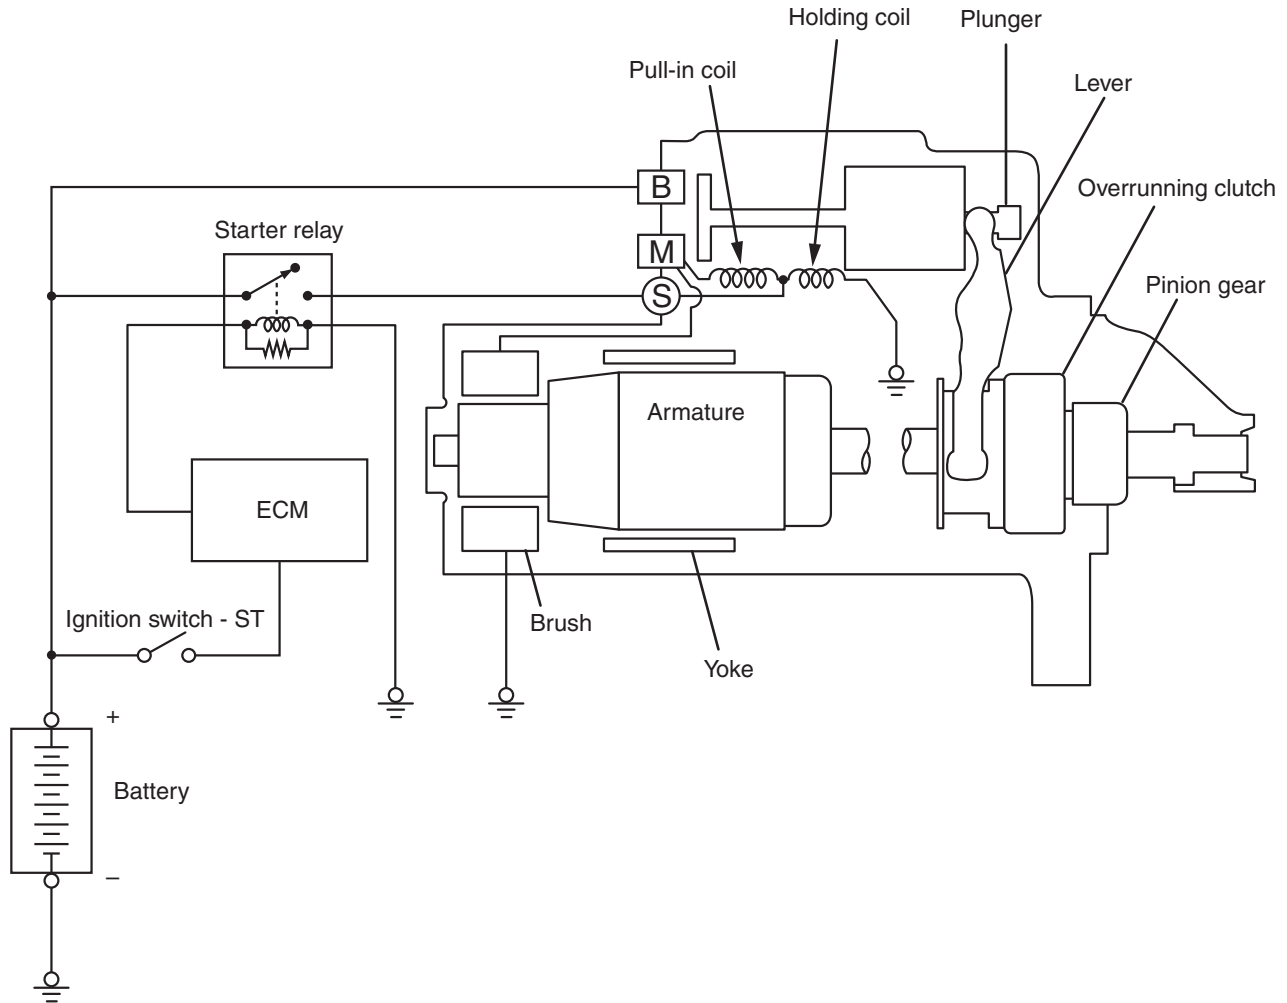 Holding coil
Plunger
Pull-in coil
Lever
B
Overrunning clutch
Starter relay
M
Pinion gear
S
Armature
ECM
Ignition switch - ST
Brush
Yoke
+
Battery
–